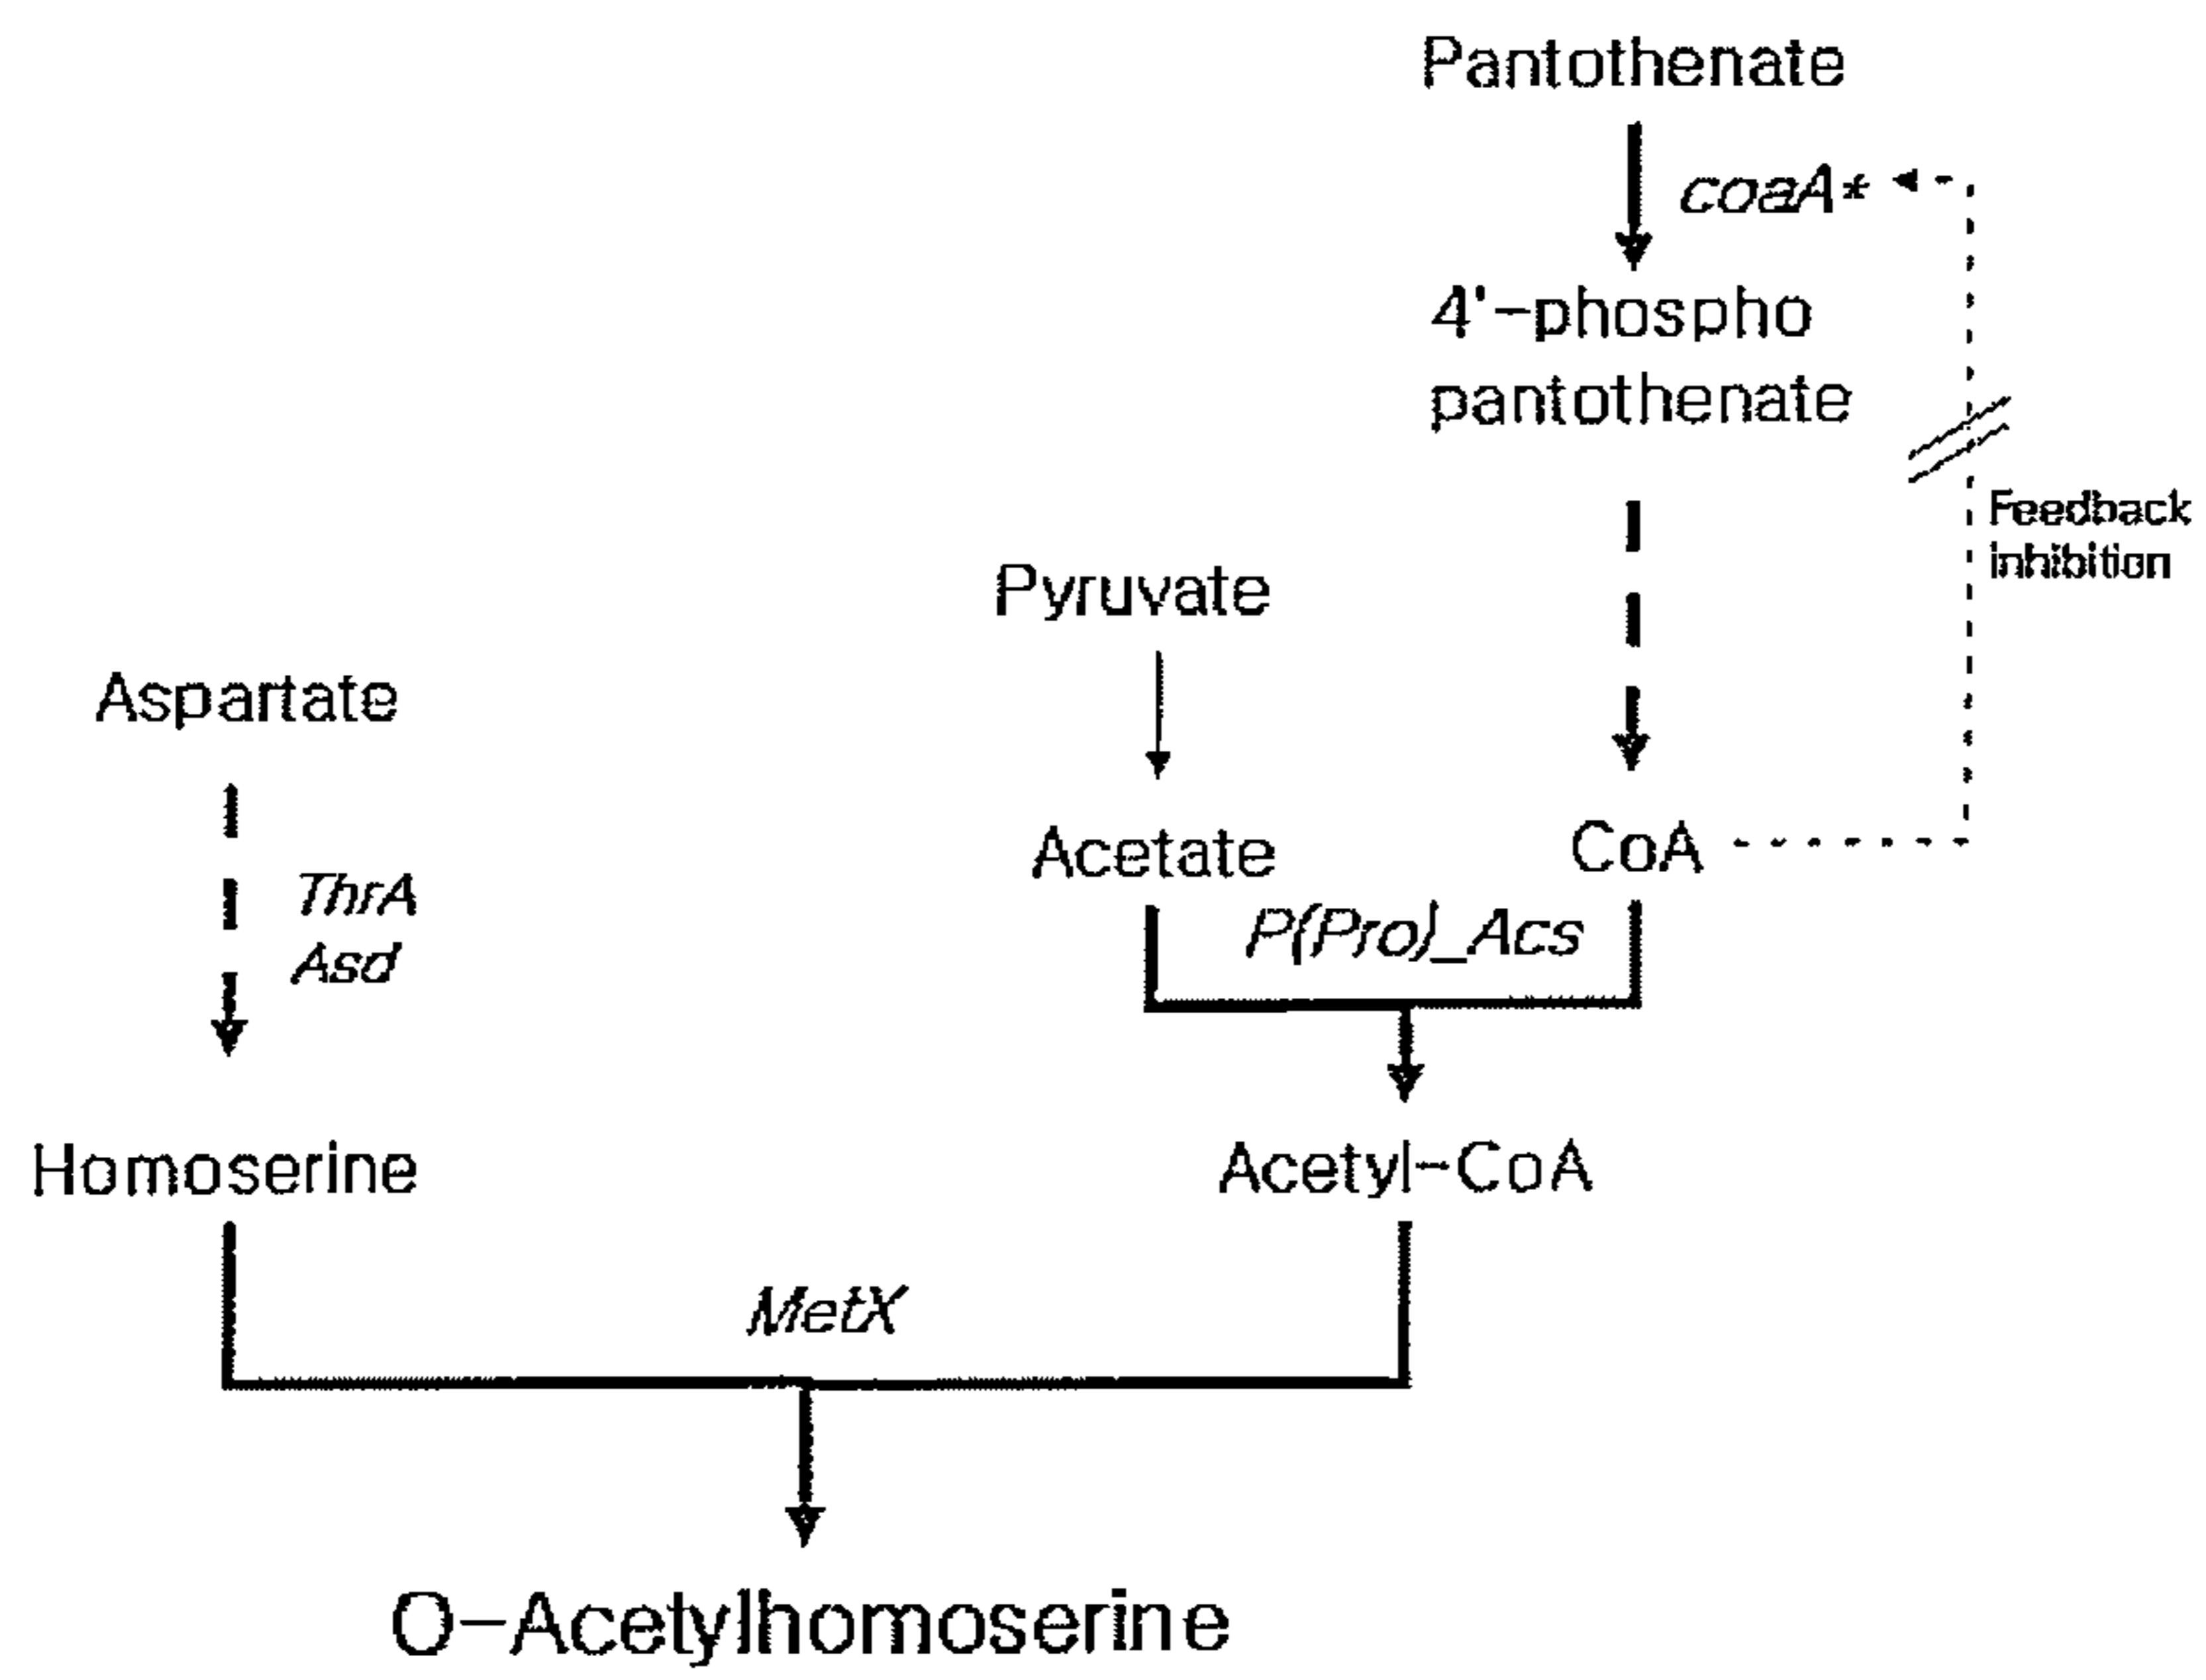 Pantothenate
coaA*
4'-phospho
pantothenate
Feedback
inhibition
Pyruvate
Aspartate
Acetate
CoA
ThrA
Asd
P(Pro)_Acs
Homoserine
Acetyl-CoA
MetX
O-Acetylhomoserine